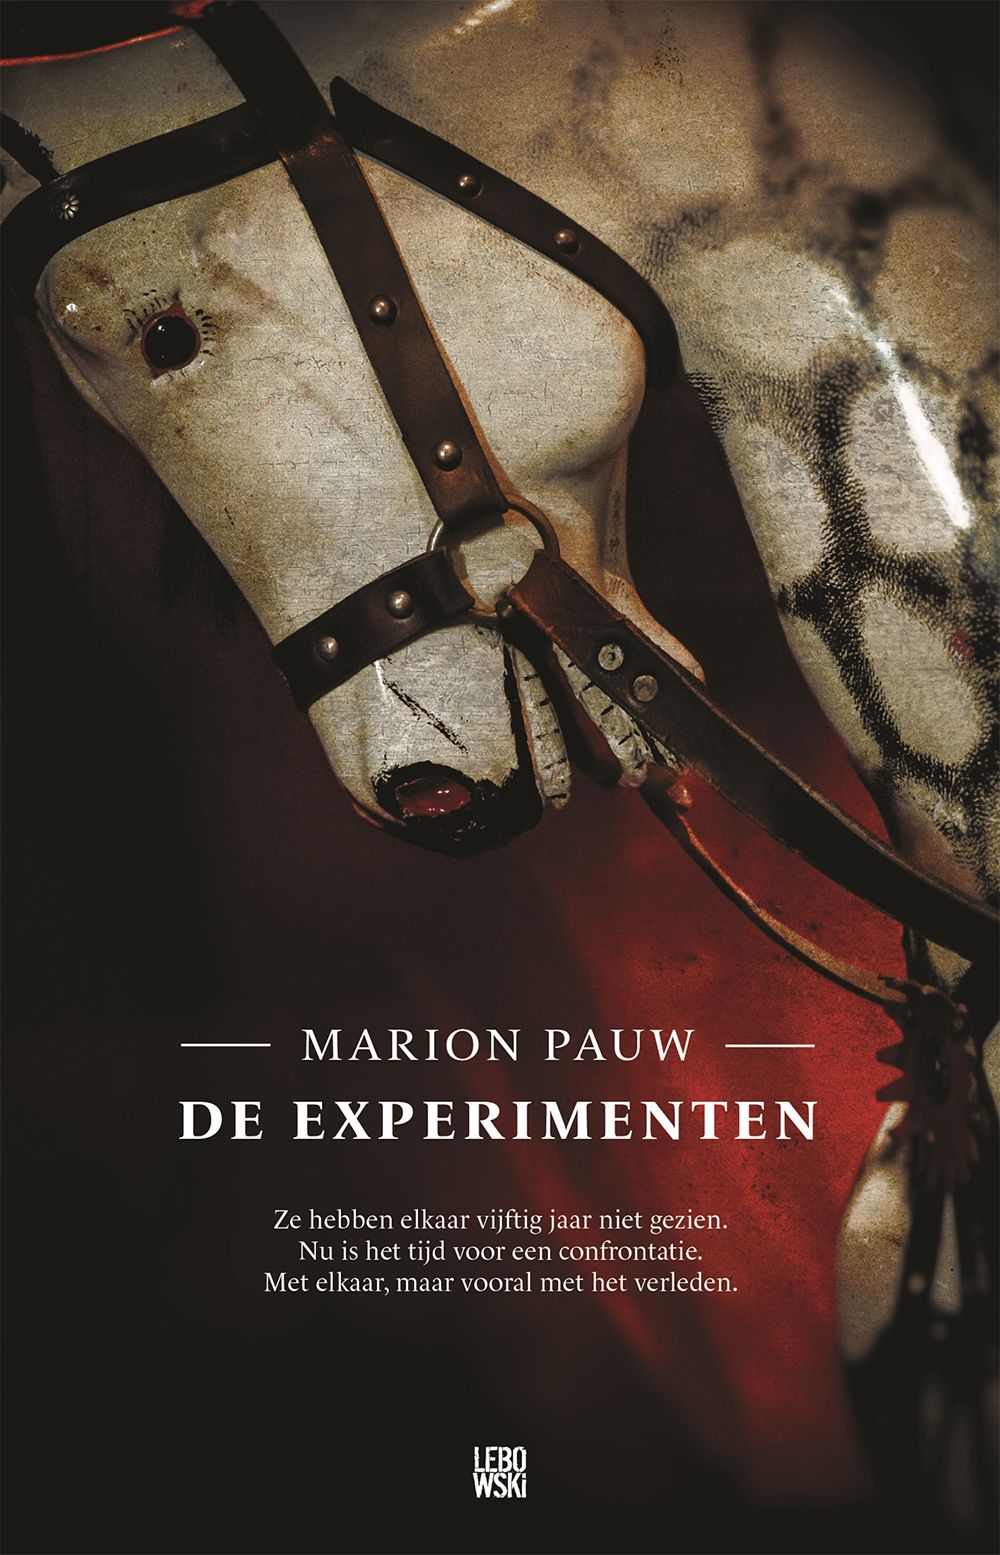 MARION PAUW
DE EXPERIMENTEN
Ze hebben elkaar vijftig jaar niet gezien.
Nu is het tijd voor een confrontatie.
Met elkaar, maar vooral met het verleden.
LEBO
WSKi